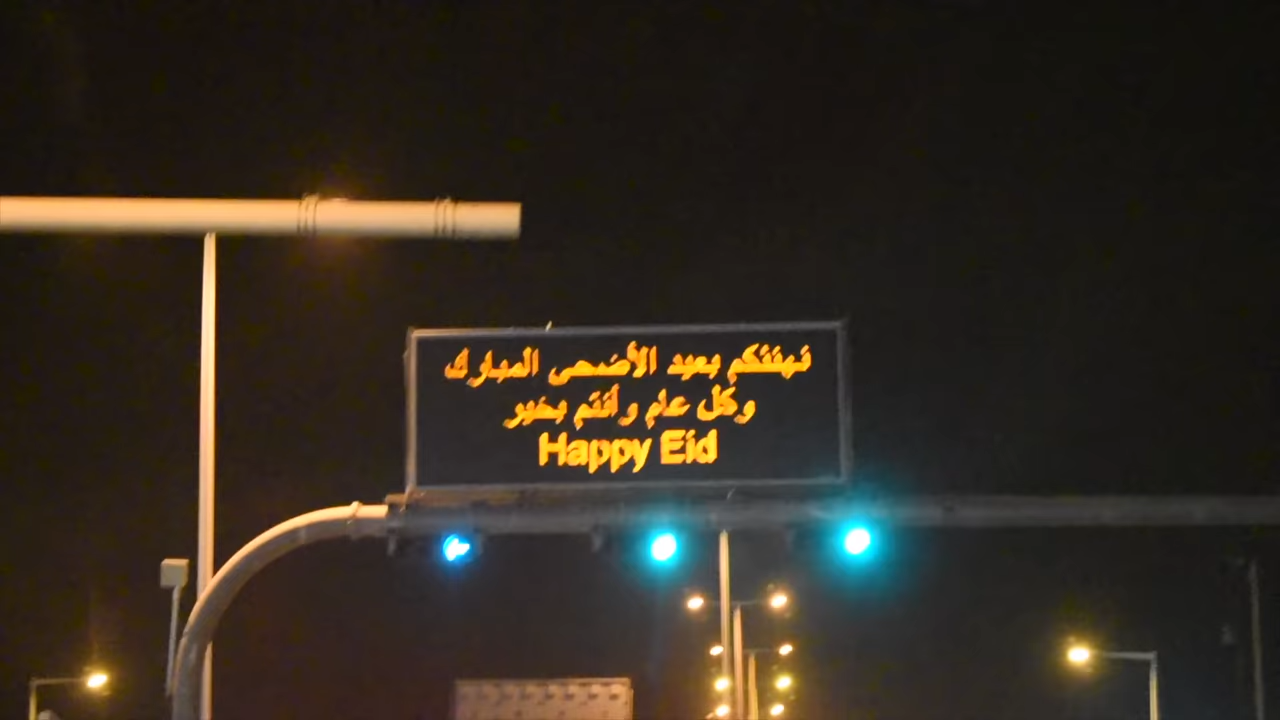 نهنئكم بعيد الأضحى المبارك
وكل عام وأنتم بخير
Happy Eid